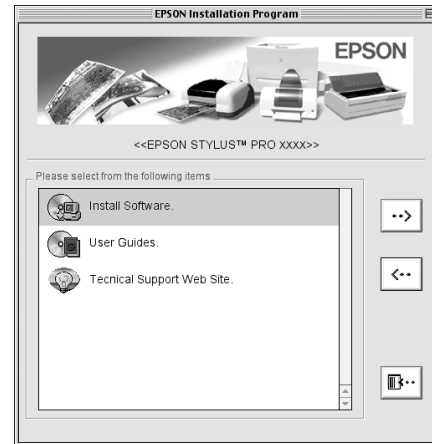 EPSON Installation Program
EPSON
<<EPSON STYLUS™ PRO XXXX>>
Please select from the following items
Install Software.
User Guides.
Tecnical Support Web Site.